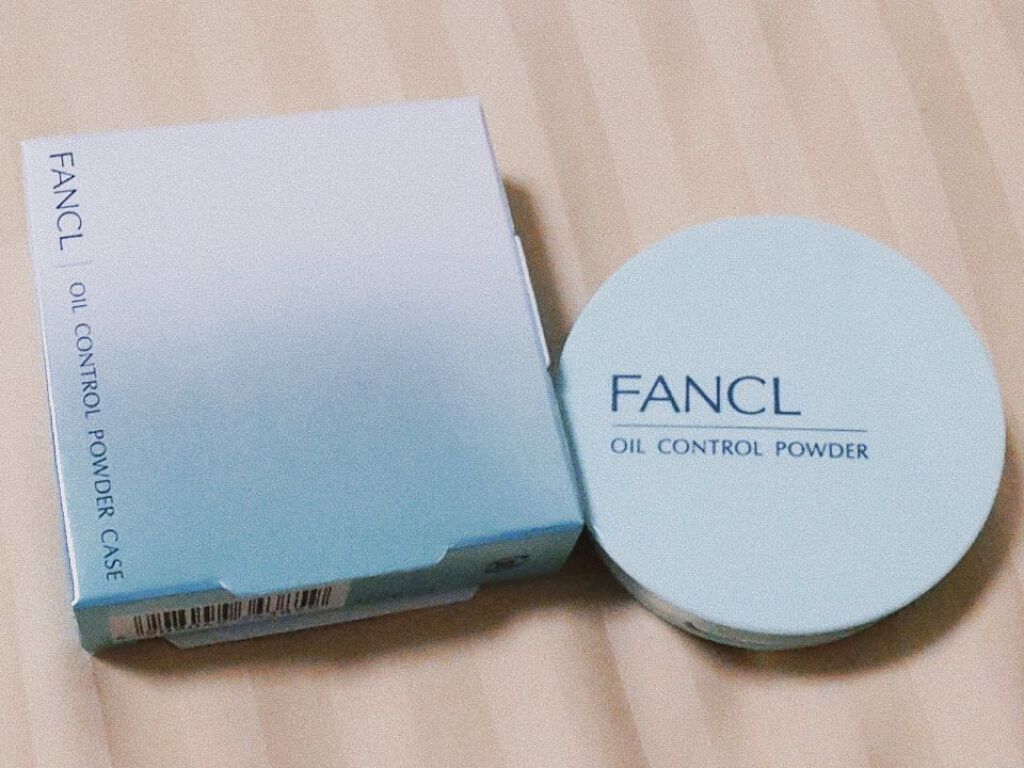 FANCL | OIL CONTROL POWDER CASE
FANCL
OIL CONTROL POWDER